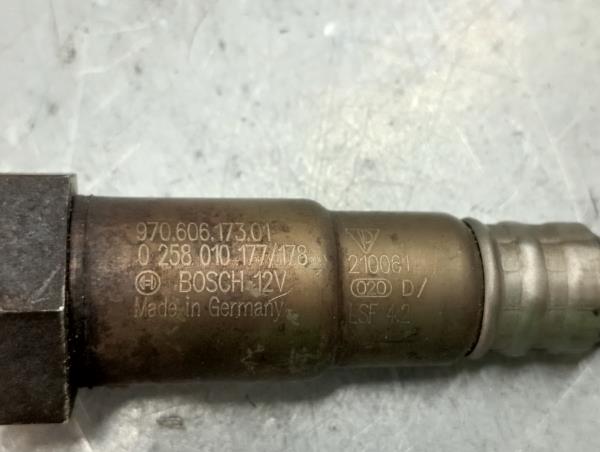 970.606.173.01
0 258 010 177/178
BOSCH 12V
Made in Germany
210061
020 D/
LSF 4.2